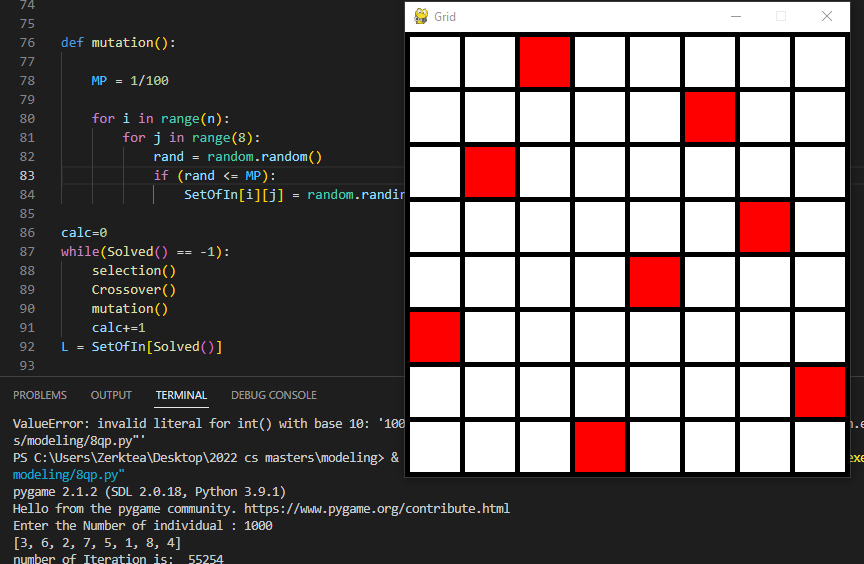 74
75
76 def mutation():
77
78 MP = 1/100
79
80 for i in range(n):
81 for j in range(8):
82 rand = random.random()
83 if (rand <= MP):
84 SetOfIn[i][j] = random.randin
85
86 calc=0
87 while(Solved() == -1):
88 selection()
89 Crossover()
90 mutation()
91 calc+=1
92 L = SetOfIn[Solved()]
93
Grid
PROBLEMS OUTPUT TERMINAL DEBUG CONSOLE
ValueError: invalid literal for int() with base 10: '100
s/modeling/8qp.py"'
PS C:\Users\Zerktea\Desktop\2022 cs masters\modeling> &
modeling/8qp.py"
pygame 2.1.2 (SDL 2.0.18, Python 3.9.1)
Hello from the pygame community. https://www.pygame.org/contribute.html
Enter the Number of individual : 1000
[3, 6, 2, 7, 5, 1, 8, 4]
number of Iteration is: 55254